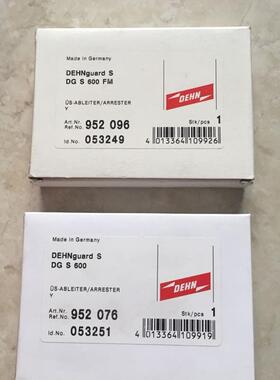 Made in Germany
DEHNguard S
DG S 600 FM
DEHN
ÜS-ABLEITER/ARRESTER
Y
Art.Nr.
Ref.No. 952 096
Stk/pcs 1
Id.No. 053249
4 013364 109926
Made in Germany
DEHNguard S
DG S 600
DEHN
ÜS-ABLEITER/ARRESTER
Y
Art.Nr.
Ref.No. 952 076
Stk/pcs 1
Id.No. 053251
4 013364 109919